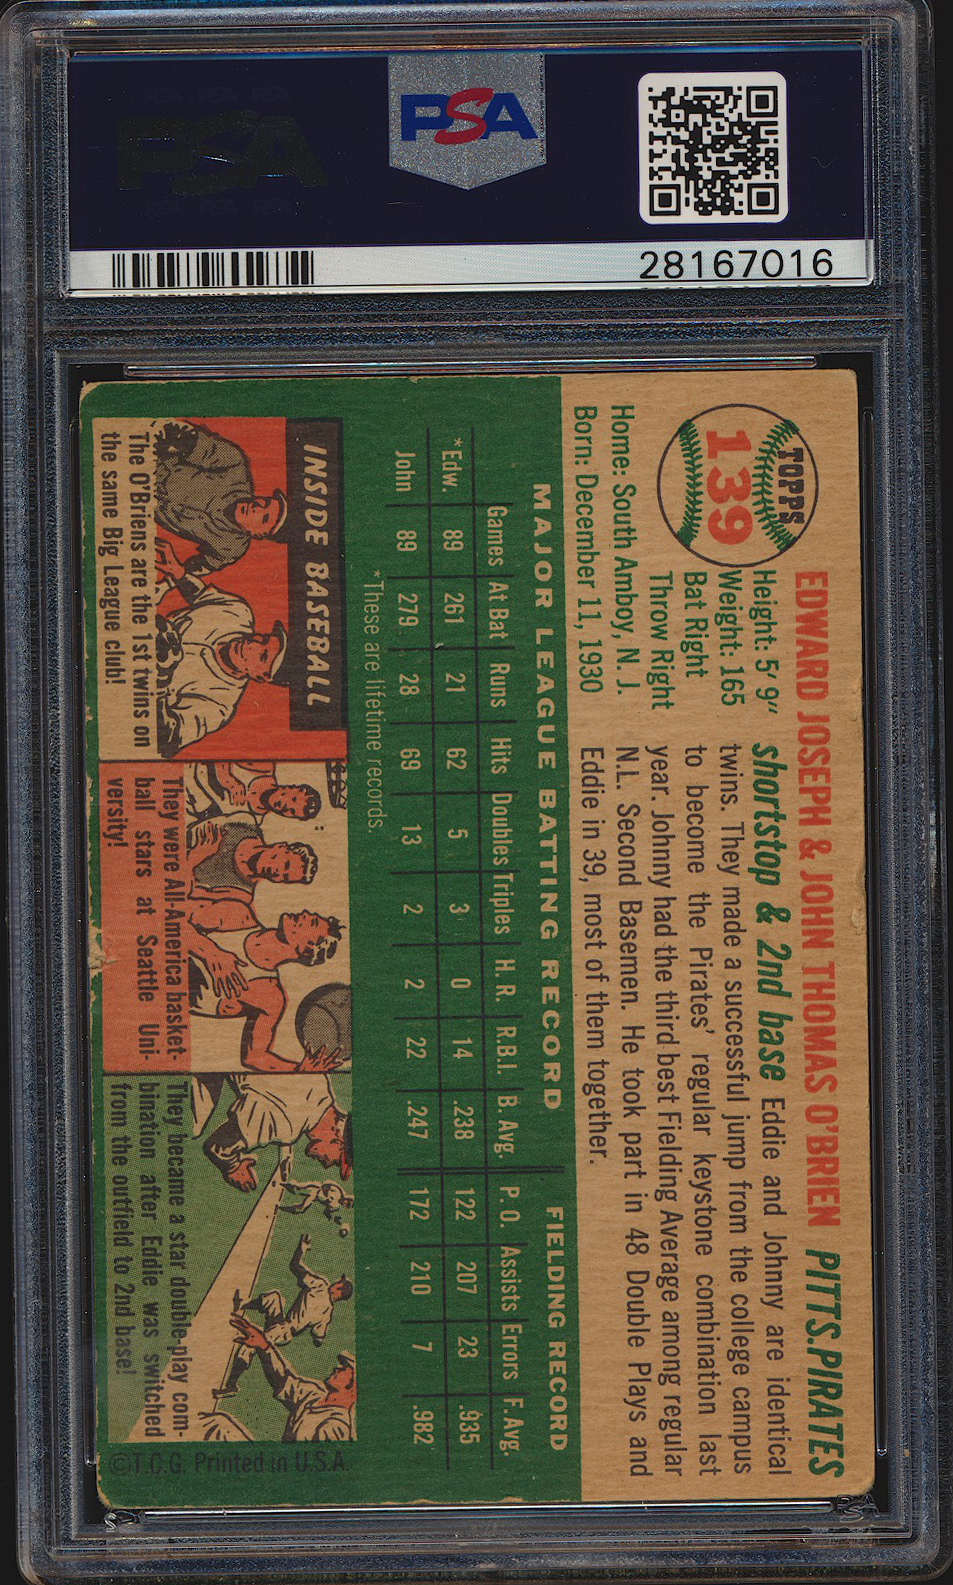 PSA
PSA
28167016
TOPPS
139
EDWARD JOSEPH & JOHN THOMAS O'BRIEN PITTS. PIRATES
Height: 5' 9"
Weight: 165
Bat Right
Throw Right
Home: South Amboy, N. J.
Born: December 11, 1930
shortstop & 2nd base Eddie and Johnny are identical
twins. They made a successful jump from the college campus
to become the Pirates' regular keystone combination last
year. Johnny had the third best Fielding Average among regular
N.L. Second Basemen. He took part in 48 Double Plays and
Eddie in 39, most of them together.
MAJOR LEAGUE BATTING RECORD FIELDING RECORD
Games At Bat Runs Hits Doubles Triples H. R. R.B.I. B. Avg. P. O. Assists Errors F. Avg.
*Edw. 89 261 21 62 5 3 0 14 .238 122 207 23 .935
John 89 279 28 69 13 2 2 22 .247 172 210 7 .982
*These are lifetime records.
INSIDE BASEBALL
The O'Briens are the 1st twins on
the same Big League club!
They were All-America basket-
ball stars at Seattle Uni-
versity!
They became a star double-play com-
bination after Eddie was switched
from the outfield to 2nd base!
©T.C.G. Printed in U.S.A.